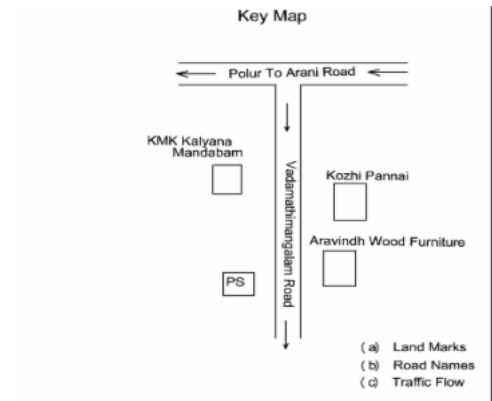 Key Map
Polur To Arani Road
KMK Kalyana
Mandabam
Vadamathimangalam Road
Kozhi Pannai
Aravindh Wood Furniture
PS
(a) Land Marks
(b) Road Names
(c) Traffic Flow